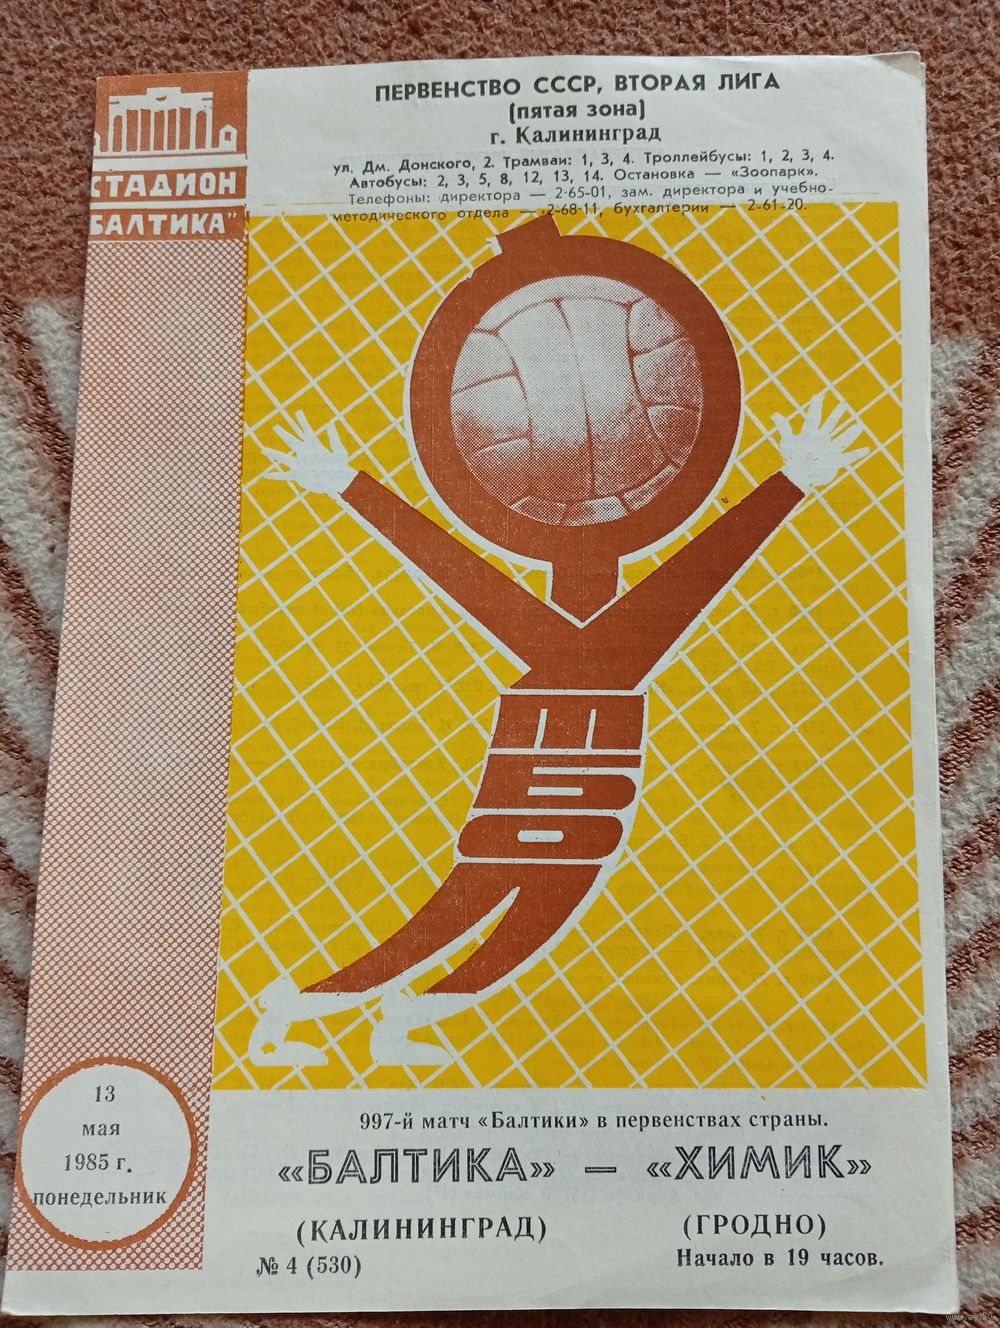 ПЕРВЕНСТВО СССР, ВТОРАЯ ЛИГА
(пятая зона)
г. Калининград
ул. Дм. Донского, 2. Трамваи: 1, 3, 4. Троллейбусы: 1, 2, 3, 4.
Автобусы: 2, 3, 5, 8, 12, 13, 14. Остановка — «Зоопарк».
Телефоны: директора — 2-65-01, зам. директора и учебно-
методического отдела — 2-68-11, бухгалтерии — 2-61-20.
СТАДИОН
БАЛТИКА"
ТБО
13
мая
1985 г.
понедельник
997-й матч «Балтики» в первенствах страны.
«БАЛТИКА» — «ХИМИК»
(КАЛИНИНГРАД) (ГРОДНО)
№ 4 (530) Начало в 19 часов.